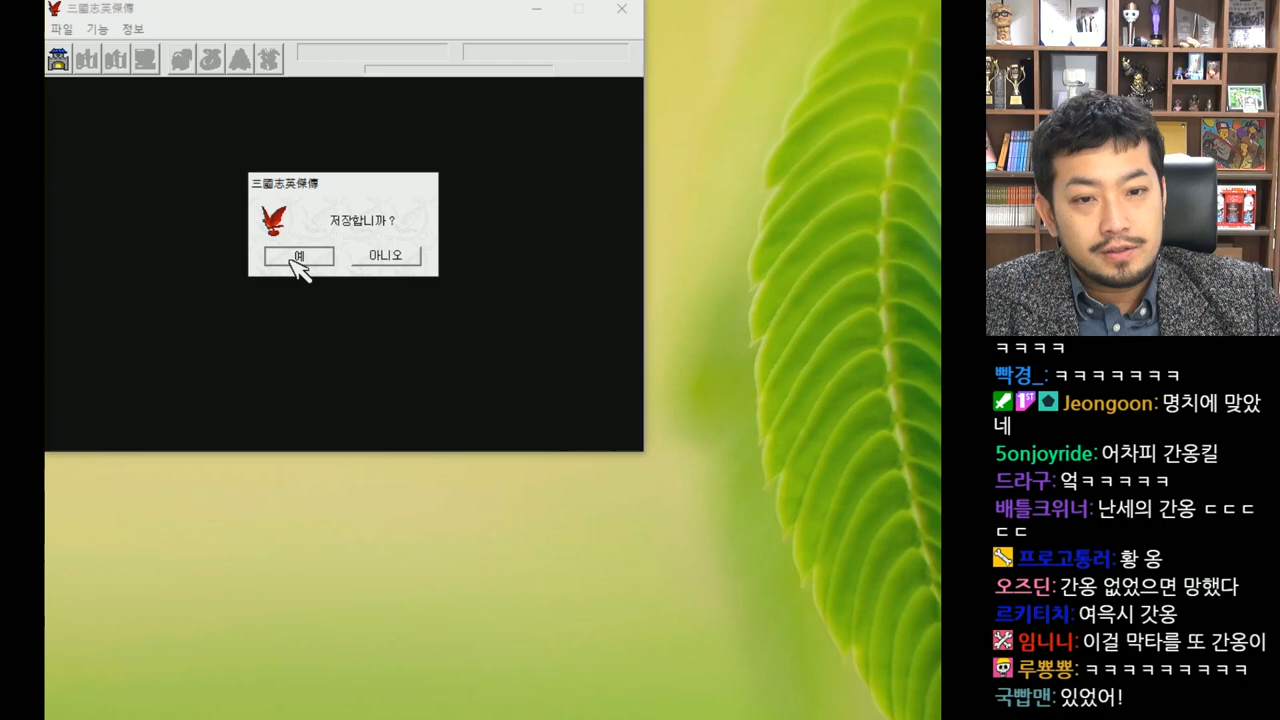 三國志英傑傳
파일 기능 정보
三國志英傑傳
저장합니까?
예 아니오
ㅋㅋㅋㅋ
빡경_: ㅋㅋㅋㅋㅋㅋㅋ
1ST Jeongoon: 명치에 맞았
네
5onjoyride: 어차피 간옹킬
드라구: 엌ㅋㅋㅋㅋㅋ
배틀크위너: 난세의 간옹 ㄷㄷㄷ
ㄷㄷ
프로고통러: 황 옹
오즈딘: 간옹 없었으면 망했다
르키티치: 여윽시 갓옹
임니니: 이걸 막타를 또 간옹이
루뿅뿅: ㅋㅋㅋㅋㅋㅋㅋㅋㅋ
국빱맨: 있었어!